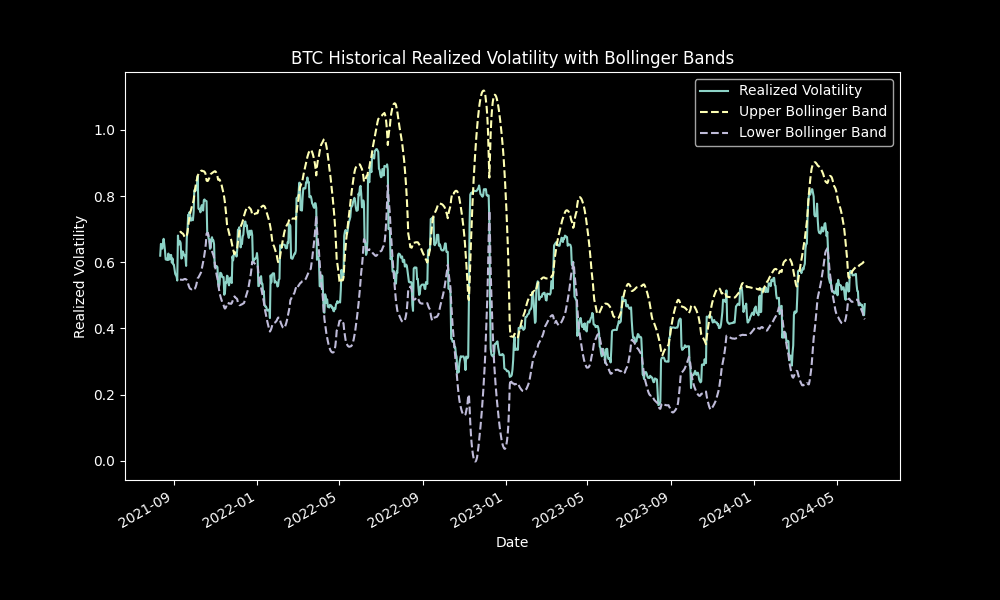 BTC Historical Realized Volatility with Bollinger Bands
Realized Volatility
Upper Bollinger Band
Lower Bollinger Band
Realized Volatility
1.0
0.8
0.6
0.4
0.2
0.0
2021-09
2022-01
2022-05
2022-09
2023-01
2023-05
2023-09
2024-01
2024-05
Date